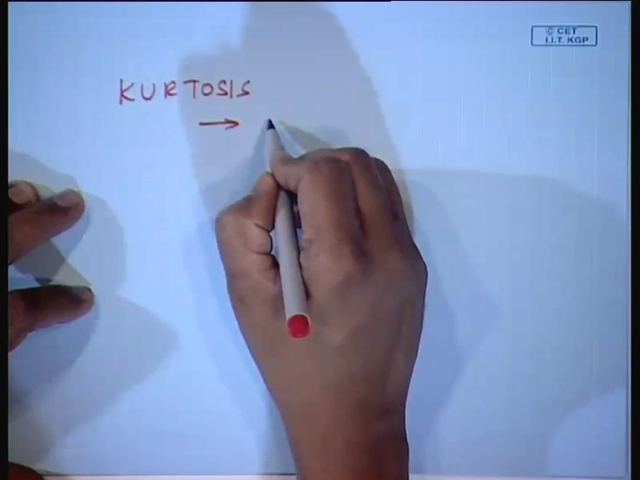 © CET
I.I.T. KGP
KURTOSIS
→